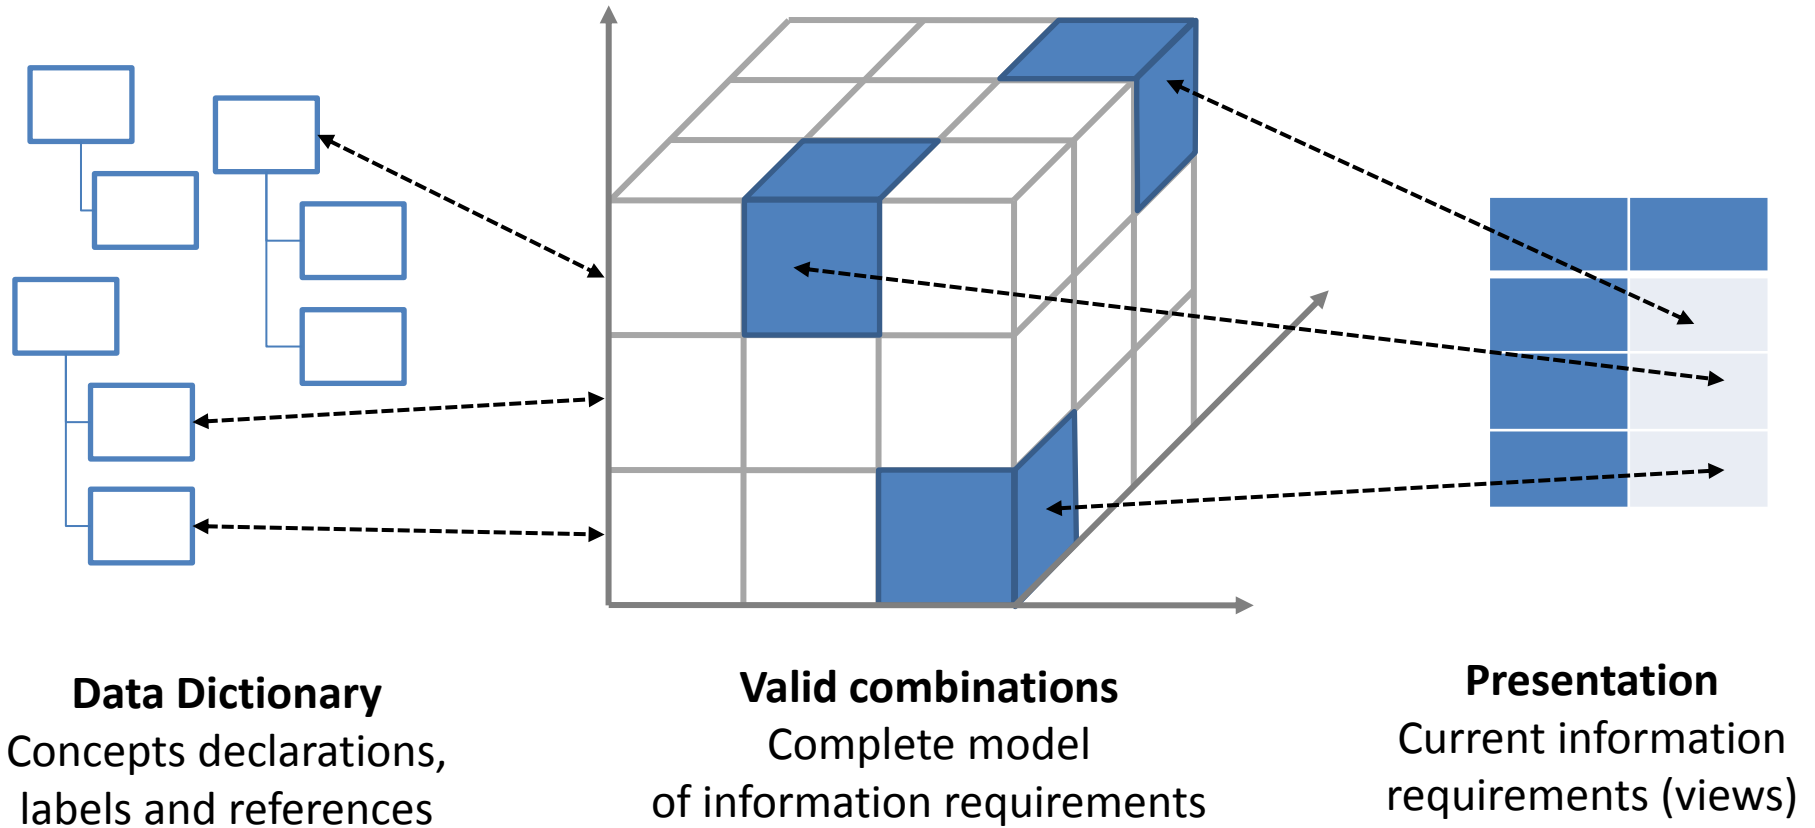 Data Dictionary
Concepts declarations,
labels and references
Valid combinations
Complete model
of information requirements
Presentation
Current information
requirements (views)